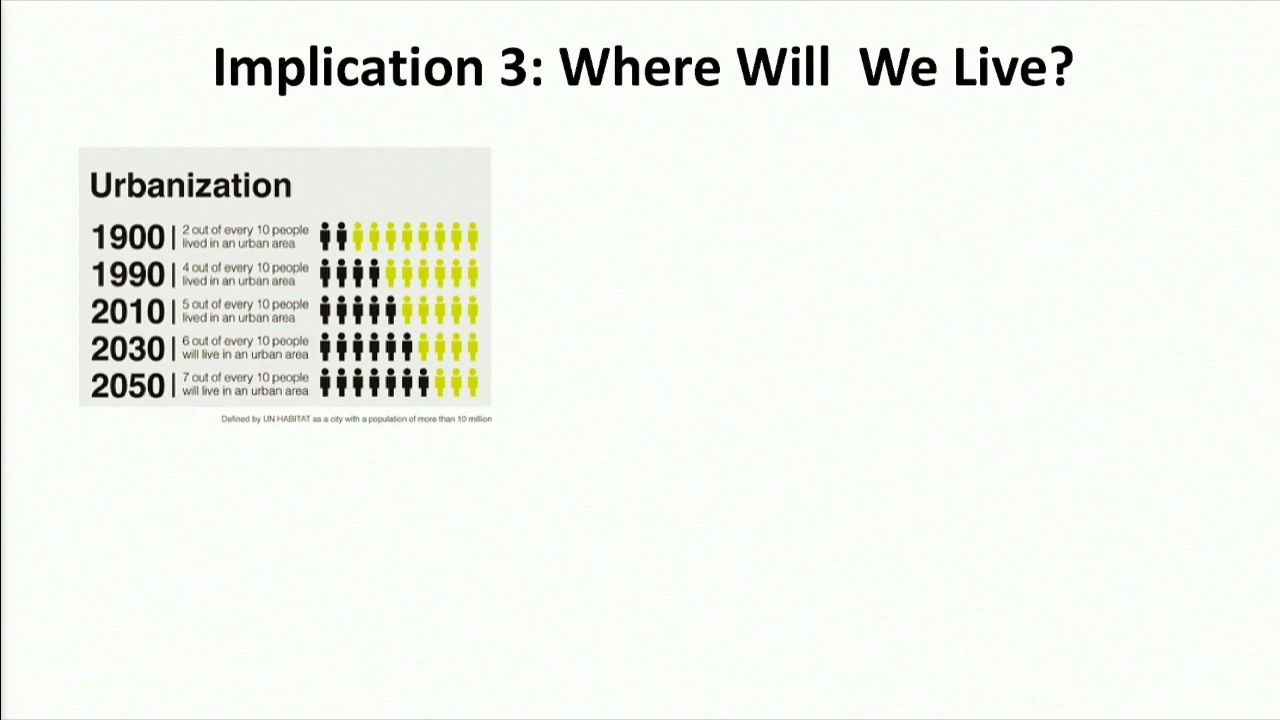 Implication 3: Where Will  We Live?
Urbanization
1900 | 2 out of every 10 people
lived in an urban area
1990 | 4 out of every 10 people
lived in an urban area
2010 | 5 out of every 10 people
lived in an urban area
2030 | 6 out of every 10 people
will live in an urban area
2050 | 7 out of every 10 people
will live in an urban area
Defined by UN HABITAT as a city with a population of more than 10 million